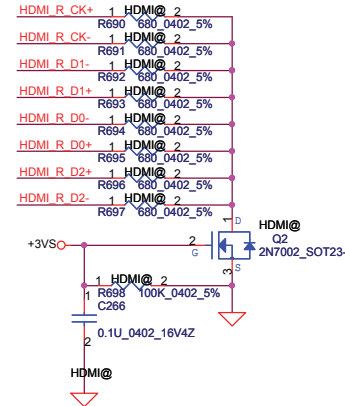 HDMI_R_CK+ 1 HDMI@ 2
R690 680_0402_5%
HDMI_R_CK- 1 HDMI@ 2
R691 680_0402_5%
HDMI_R_D1- 1 HDMI@ 2
R692 680_0402_5%
HDMI_R_D1+ 1 HDMI@ 2
R693 680_0402_5%
HDMI_R_D0- 1 HDMI@ 2
R694 680_0402_5%
HDMI_R_D0+ 1 HDMI@ 2
R695 680_0402_5%
HDMI_R_D2+ 1 HDMI@ 2
R696 680_0402_5%
HDMI_R_D2- 1 HDMI@ 2
R697 680_0402_5%
1 D HDMI@
+3VS 2 G Q2
2N7002_SOT23-
3 S
1 HDMI@ 2
R698 100K_0402_5%
1 C266
0.1U_0402_16V4Z
2
HDMI@